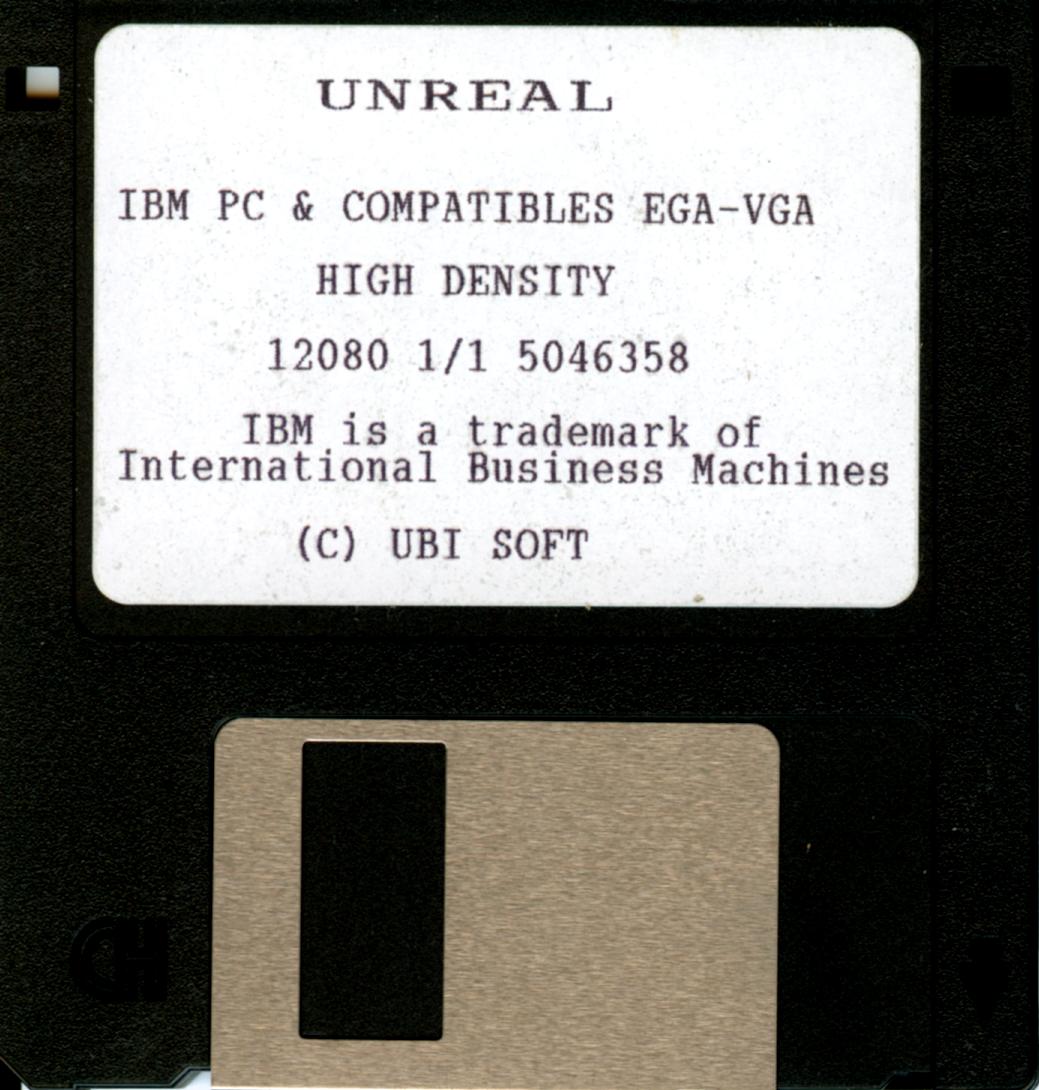 UNREAL
IBM PC & COMPATIBLES EGA-VGA
HIGH DENSITY
12080 1/1 5046358
IBM is a trademark of
International Business Machines
(C) UBI SOFT
HD